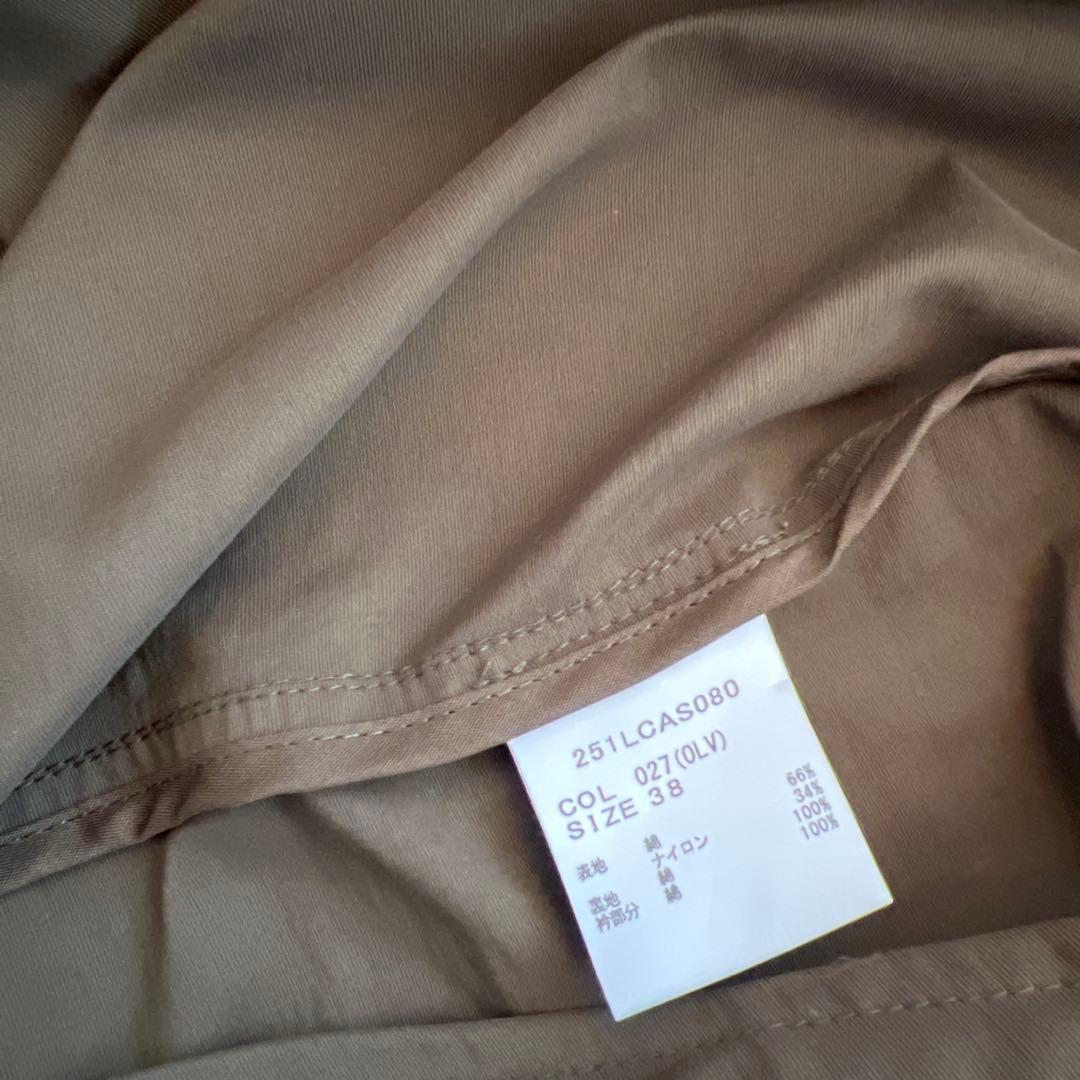 251LCAS080
COL 027(OLV)
SIZE 38
表地 綿 66%
ナイロン 34%
裏地 綿 100%
衿部分 綿 100%